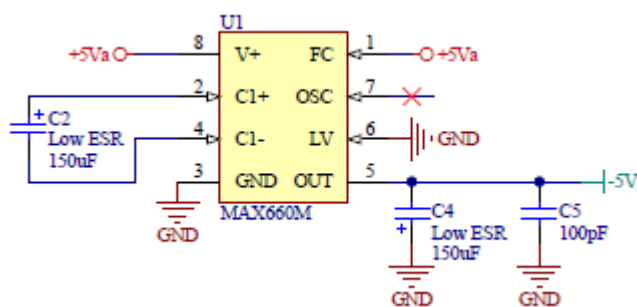 U1
+5Va
8
V+
FC
1
+5Va
2
C1+
OSC
7
+
C2
Low ESR
150uF
4
C1-
LV
6
GND
3
GND
OUT
5
-5V
GND
MAX660M
C4
Low ESR
150uF
+
C5
100pF
GND
GND